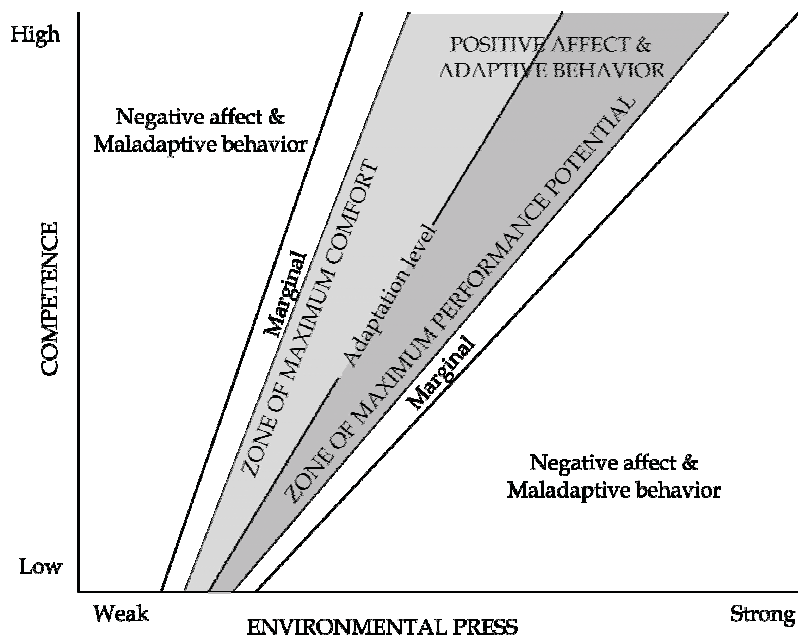 High
POSITIVE AFFECT &
ADAPTIVE BEHAVIOR
Negative affect &
Maladaptive behavior
COMPETENCE
Marginal
ZONE OF MAXIMUM COMFORT
Adaptation level
ZONE OF MAXIMUM PERFORMANCE POTENTIAL
Marginal
Negative affect &
Maladaptive behavior
Low
Weak
Strong
ENVIRONMENTAL PRESS